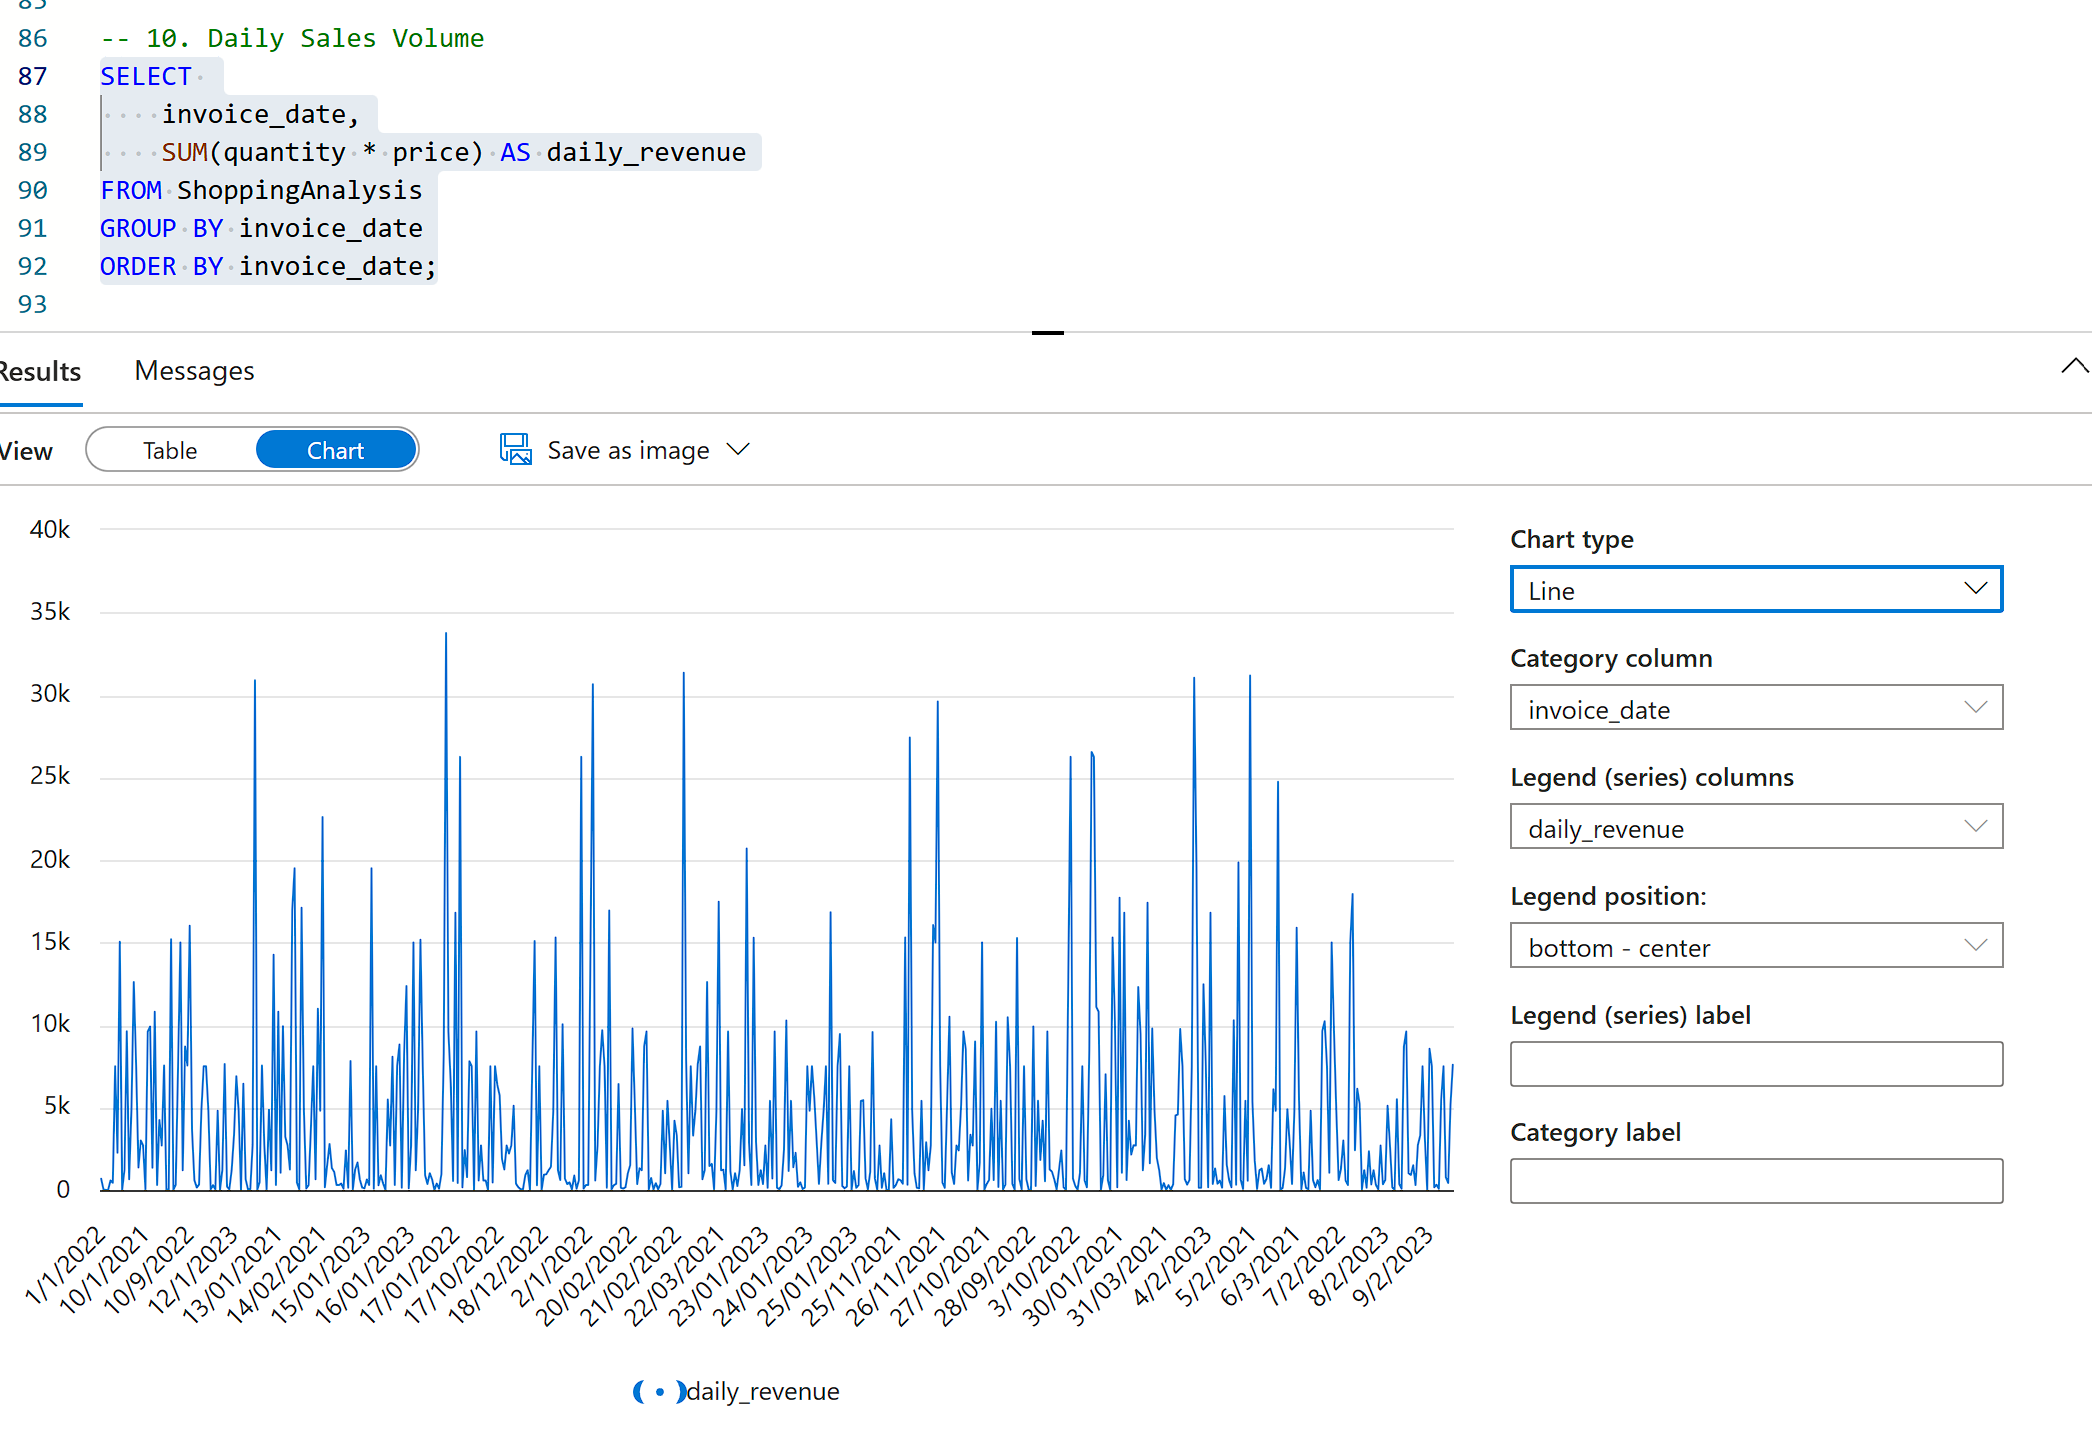 85
86 -- 10. Daily Sales Volume
87 SELECT
88 invoice_date,
89 SUM(quantity * price) AS daily_revenue
90 FROM ShoppingAnalysis
91 GROUP BY invoice_date
92 ORDER BY invoice_date;
93
Results Messages
View Table Chart Save as image
40k
35k
30k
25k
20k
15k
10k
5k
0
1/1/2022
10/1/2021
10/9/2022
12/1/2023
13/01/2021
14/02/2021
15/01/2023
16/01/2023
17/01/2022
17/10/2022
18/12/2022
2/1/2022
20/02/2022
21/02/2022
22/03/2021
23/01/2023
24/01/2023
25/01/2023
25/11/2021
26/11/2021
27/10/2021
28/09/2022
3/10/2022
30/01/2021
31/03/2021
4/2/2023
5/2/2021
6/3/2021
7/2/2022
8/2/2023
9/2/2023
daily_revenue
Chart type
Line
Category column
invoice_date
Legend (series) columns
daily_revenue
Legend position:
bottom - center
Legend (series) label
Category label